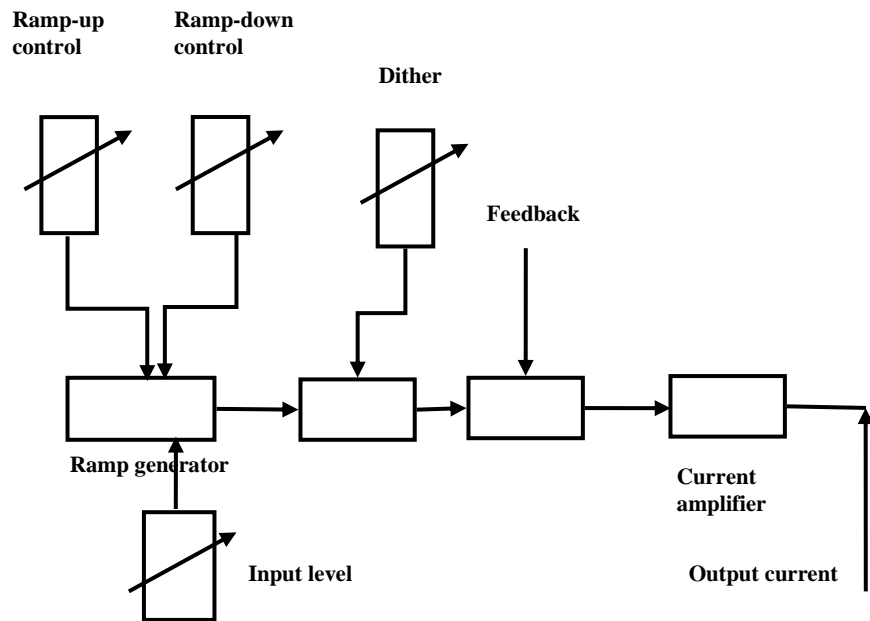 Ramp-up
control
Ramp-down
control
Dither
Feedback
Ramp generator
Current
amplifier
Input level
Output current